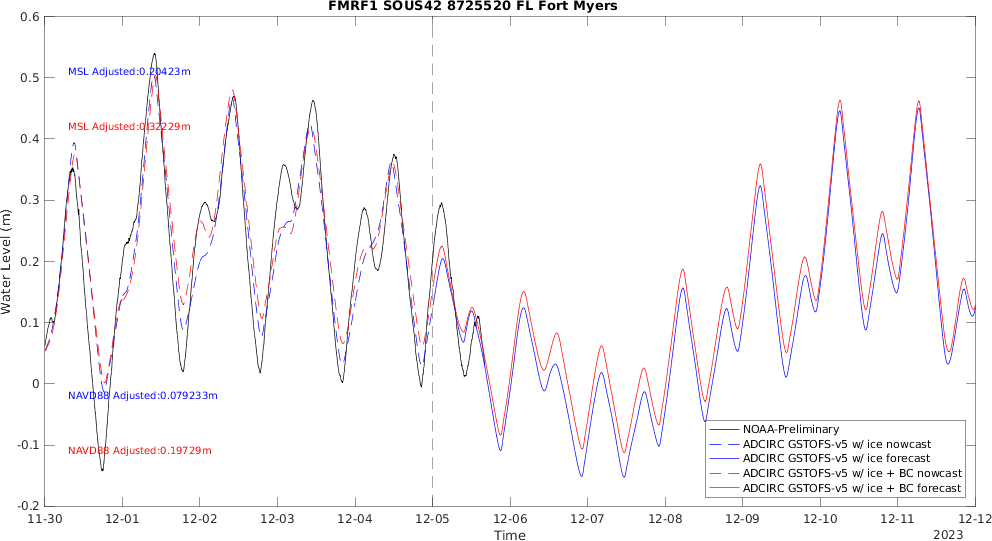 FMRF1 SOUS42 8725520 FL Fort Myers
0.6
0.5
0.4
0.3
0.2
0.1
0
-0.1
-0.2
Water Level (m)
MSL Adjusted:0.20423m
MSL Adjusted:0.32229m
NAVD88 Adjusted:0.079233m
NAVD88 Adjusted:0.19729m
NOAA-Preliminary
ADCIRC GSTOFS-v5 w/ ice nowcast
ADCIRC GSTOFS-v5 w/ ice forecast
ADCIRC GSTOFS-v5 w/ ice + BC nowcast
ADCIRC GSTOFS-v5 w/ ice + BC forecast
11-30 12-01 12-02 12-03 12-04 12-05 12-06 12-07 12-08 12-09 12-10 12-11 12-12
Time
2023